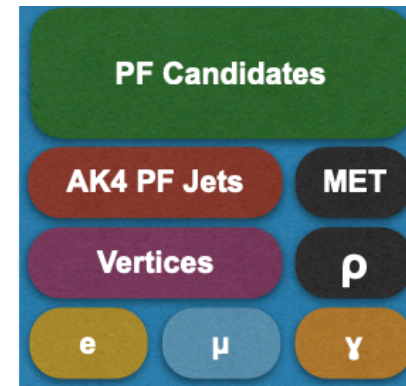 PF Candidates
AK4 PF Jets
MET
Vertices
ρ
e
μ
γ